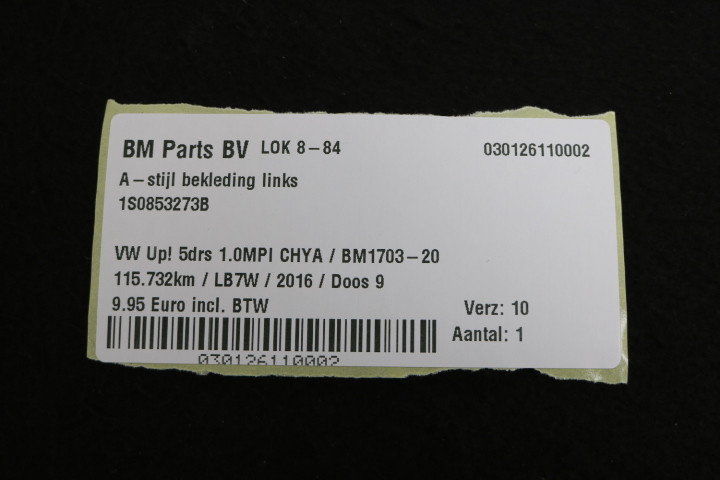 BM Parts BV LOK 8-84 030126110002
A-stijl bekleding links
1S0853273B
VW Up! 5drs 1.0MPI CHYA / BM1703-20
115.732km / LB7W / 2016 / Doos 9
9.95 Euro incl. BTW Verz: 10
Aantal: 1
030126110002